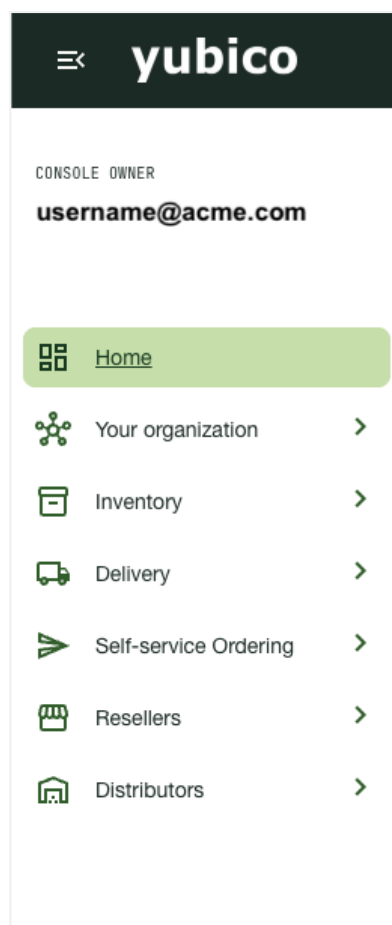 yubico
CONSOLE OWNER
username@acme.com
Home
Your organization
Inventory
Delivery
Self-service Ordering
Resellers
Distributors